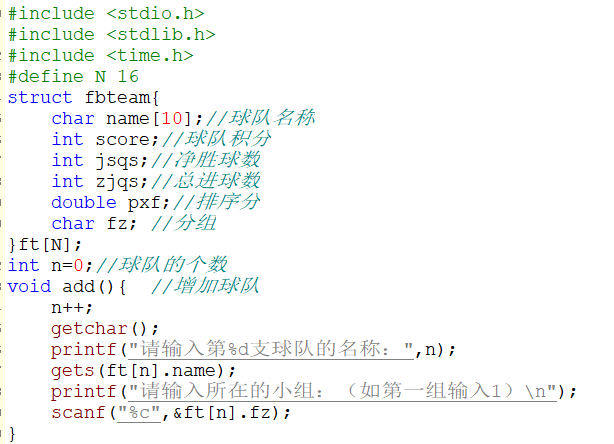 #include <stdio.h>
#include <stdlib.h>
#include <time.h>
#define N 16
struct fbteam{
    char name[10];//球队名称
    int score;//球队积分
    int jsqs;//净胜球数
    int zjqs;//总进球数
    double pxf;//排序分
    char fz; //分组
}ft[N];
int n=0;//球队的个数
void add(){  //增加球队
    n++;
    getchar();
    printf("请输入第%d支球队的名称：",n);
    gets(ft[n].name);
    printf("请输入所在的小组：（如第一组输入1）\n");
    scanf("%c",&ft[n].fz);
}